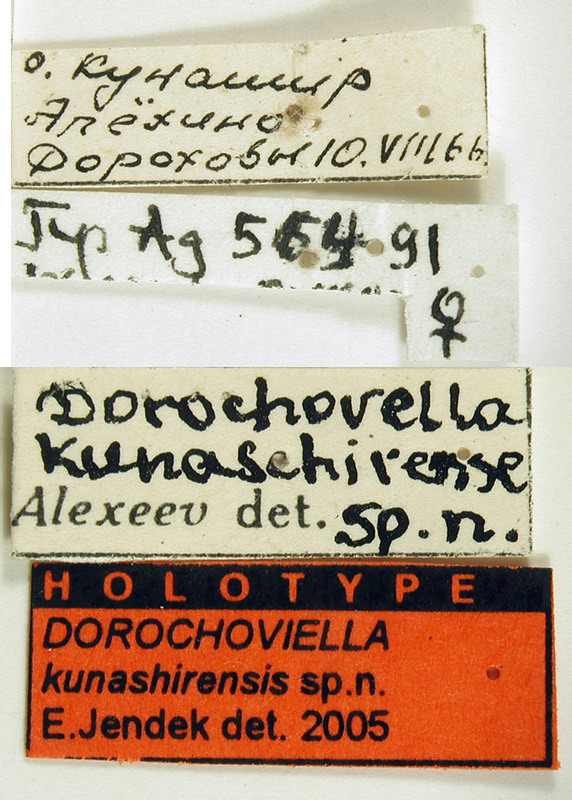 о. Кунашир
Алёхино
Дороховы 10.VIII 66
Typ Ag 564-91
♀
Dorochovella
kunaschirense
Alexeev det. sp.n.
HOLOTYPE
DOROCHOVIELLA
kunashirensis sp.n.
E.Jendek det. 2005